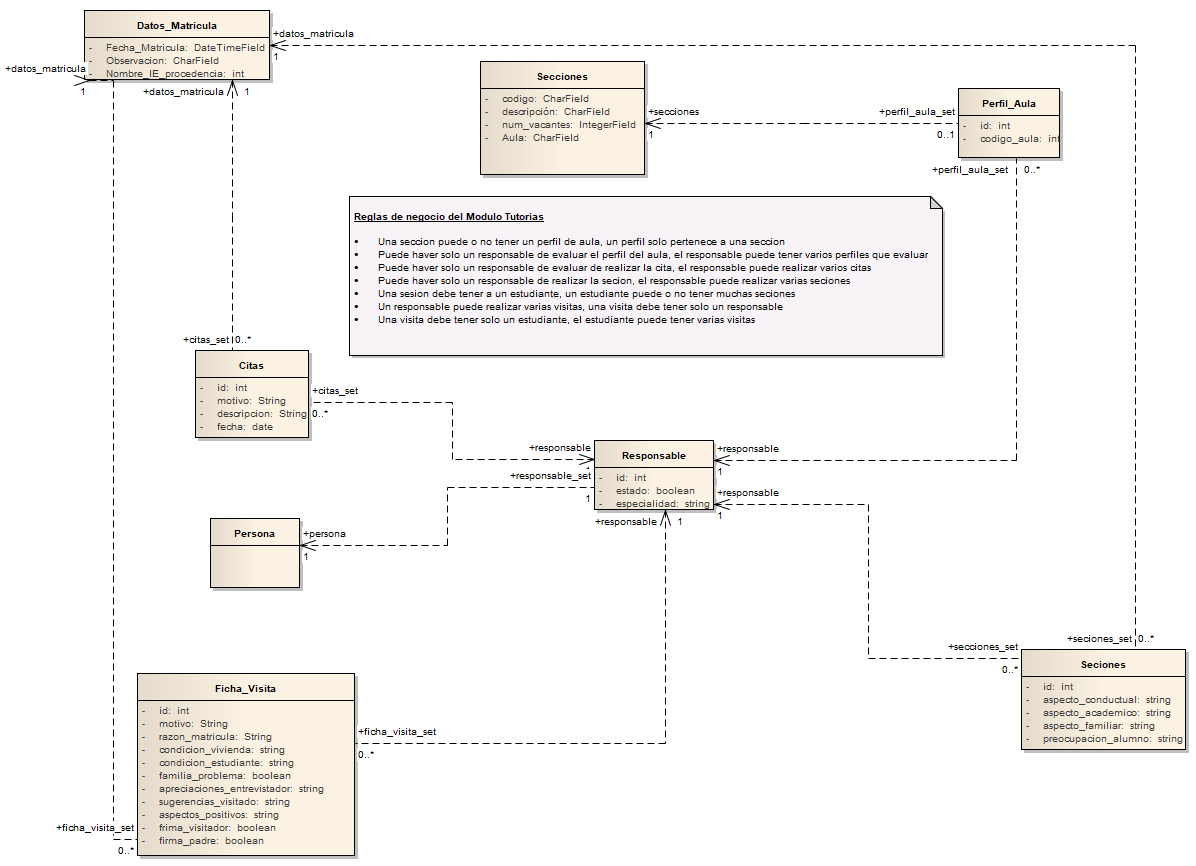 Datos_Matricula
- Fecha_Matricula: DateTimeField
- Observacion: CharField
- Nombre_IE_procedencia: int
+datos_matricula
1
+datos_matricula
1
+datos_matricula
1
Secciones
- codigo: CharField
- descripción: CharField
- num_vacantes: IntegerField
- Aula: CharField
+secciones
1
+perfil_aula_set
0..1
Perfil_Aula
- id: int
- codigo_aula: int
+perfil_aula_set
0..*
Reglas de negocio del Modulo Tutorias
• Una seccion puede o no tener un perfil de aula, un perfil solo pertenece a una seccion
• Puede haver solo un responsable de evaluar el perfil del aula, el responsable puede tener varios perfiles que evaluar
• Puede haver solo un responsable de evaluar de realizar la cita, el responsable puede realizar varios citas
• Puede haver solo un responsable de realizar la secion, el responsable puede realizar varias seciones
• Una sesion debe tener a un estudiante, un estudiante puede o no tener muchas seciones
• Un responsable puede realizar varias visitas, una visita debe tener solo un responsable
• Una visita debe tener solo un estudiante, el estudiante puede tener varias visitas
+citas_set
0..*
Citas
- id: int
- motivo: String
- descripcion: String
- fecha: date
+citas_set
0..*
+responsable
+responsable_set
1
Responsable
- id: int
- estado: boolean
- especialidad: string
+responsable
1
+responsable
1
+responsable
1
Persona
+persona
1
+secciones_set
0..*
+seciones_set
0..*
Seciones
- id: int
- aspecto_conductual: string
- aspecto_academico: string
- aspecto_familiar: string
- preocupacion_alumno: string
Ficha_Visita
- id: int
- motivo: String
- razon_matricula: String
- condicion_vivienda: string
- condicion_estudiante: string
- familia_problema: boolean
- apreciaciones_entrevistador: string
- sugerencias_visitado: string
- aspectos_positivos: string
- frima_visitador: boolean
- firma_padre: boolean
+ficha_visita_set
0..*
+ficha_visita_set
0..*